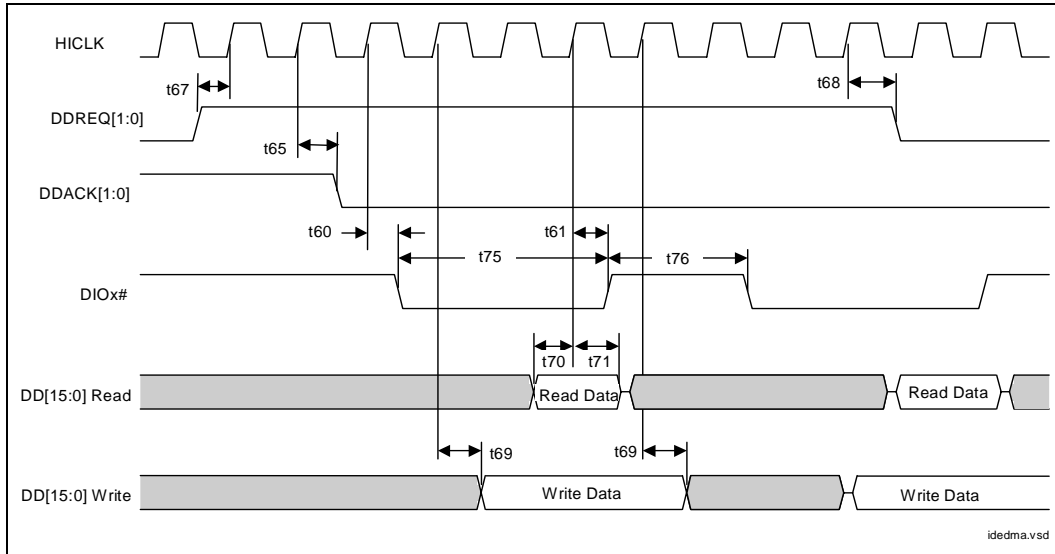 HICLK
t67
t68
DDREQ[1:0]
t65
DDACK[1:0]
t60
t61
t75
t76
DIOx#
t70
t71
DD[15:0] Read
Read Data
Read Data
t69
t69
DD[15:0] Write
Write Data
Write Data
idedma.vsd